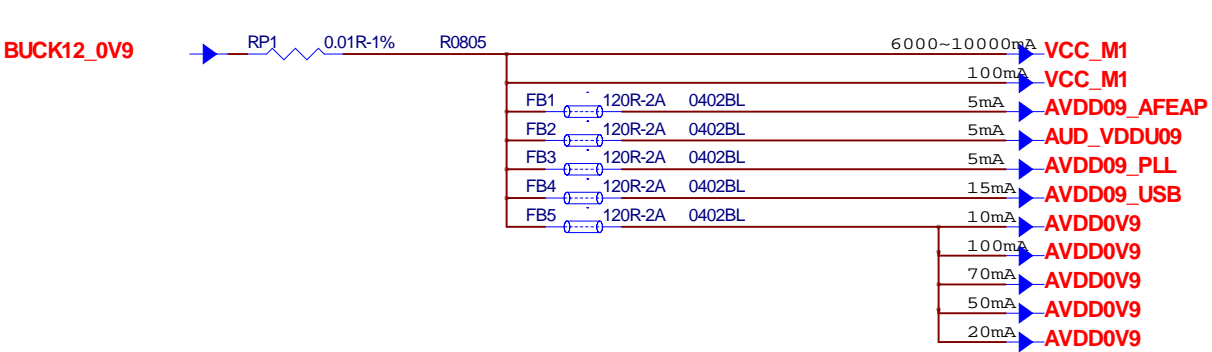 BUCK12_0V9 RP1 0.01R-1% R0805 6000~10000mA VCC_M1
100mA VCC_M1
FB1 120R-2A 0402BL 5mA AVDD09_AFEAP
FB2 120R-2A 0402BL 5mA AUD_VDDU09
FB3 120R-2A 0402BL 5mA AVDD09_PLL
FB4 120R-2A 0402BL 15mA AVDD09_USB
FB5 120R-2A 0402BL 10mA AVDD0V9
100mA AVDD0V9
70mA AVDD0V9
50mA AVDD0V9
20mA AVDD0V9